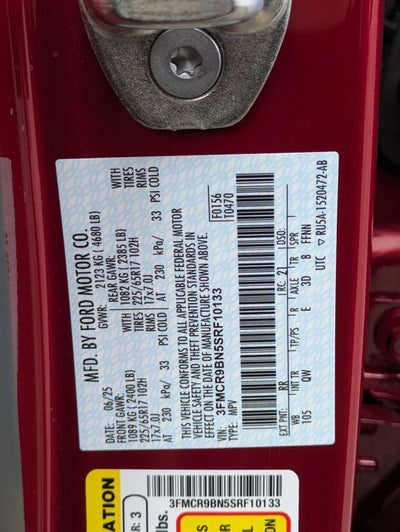 MFD. BY FORD MOTOR CO.
DATE: 06/25 GVWR: 2123 KG ( 4680 LB)
FRONT GAWR: REAR GAWR: WITH
1089 KG ( 2400 LB) 1082 KG ( 2385 LB) TIRES
225/65R17 102H WITH TIRES 225/65R17 102H RIMS
17x7.0J RIMS 17x7.0J
AT 230 kPa/ 33 PSI COLD AT 230 kPa/ 33 PSI COLD
THIS VEHICLE CONFORMS TO ALL APPLICABLE FEDERAL MOTOR
VEHICLE SAFETY AND THEFT PREVENTION STANDARDS IN
EFFECT ON THE DATE OF MANUFACTURE SHOWN ABOVE.
VIN: 3FMCR9BN5SRF10133 F0156
TYPE: MPV T0470
EXT PNT: RR RC: 21 DSO:
WB INT TR TP/PS R AXLE TR SPR
105 QW E 3D 8 FFNN
UTC RU5A-1520472-AB
3FMCR9BN5SRF10133
ATION
R: 3
lbs.